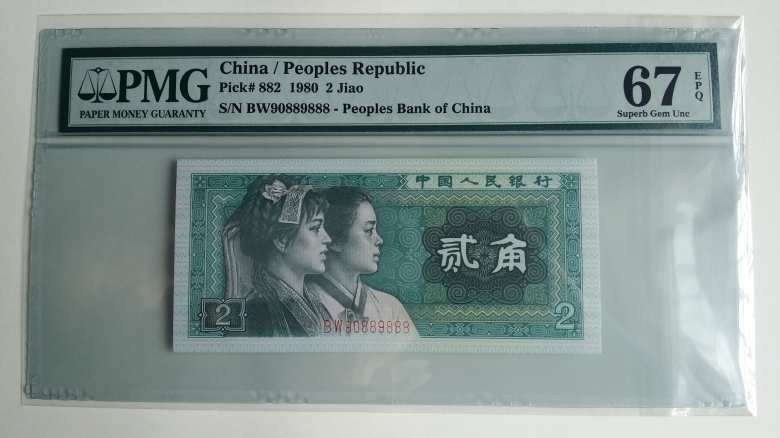 PMG
PAPER MONEY GUARANTY
China / Peoples Republic
Pick# 882 1980 2 Jiao
S/N BW90889888 - Peoples Bank of China
67 EPQ
Superb Gem Unc
中国人民银行
贰角
2
BW90889888
2